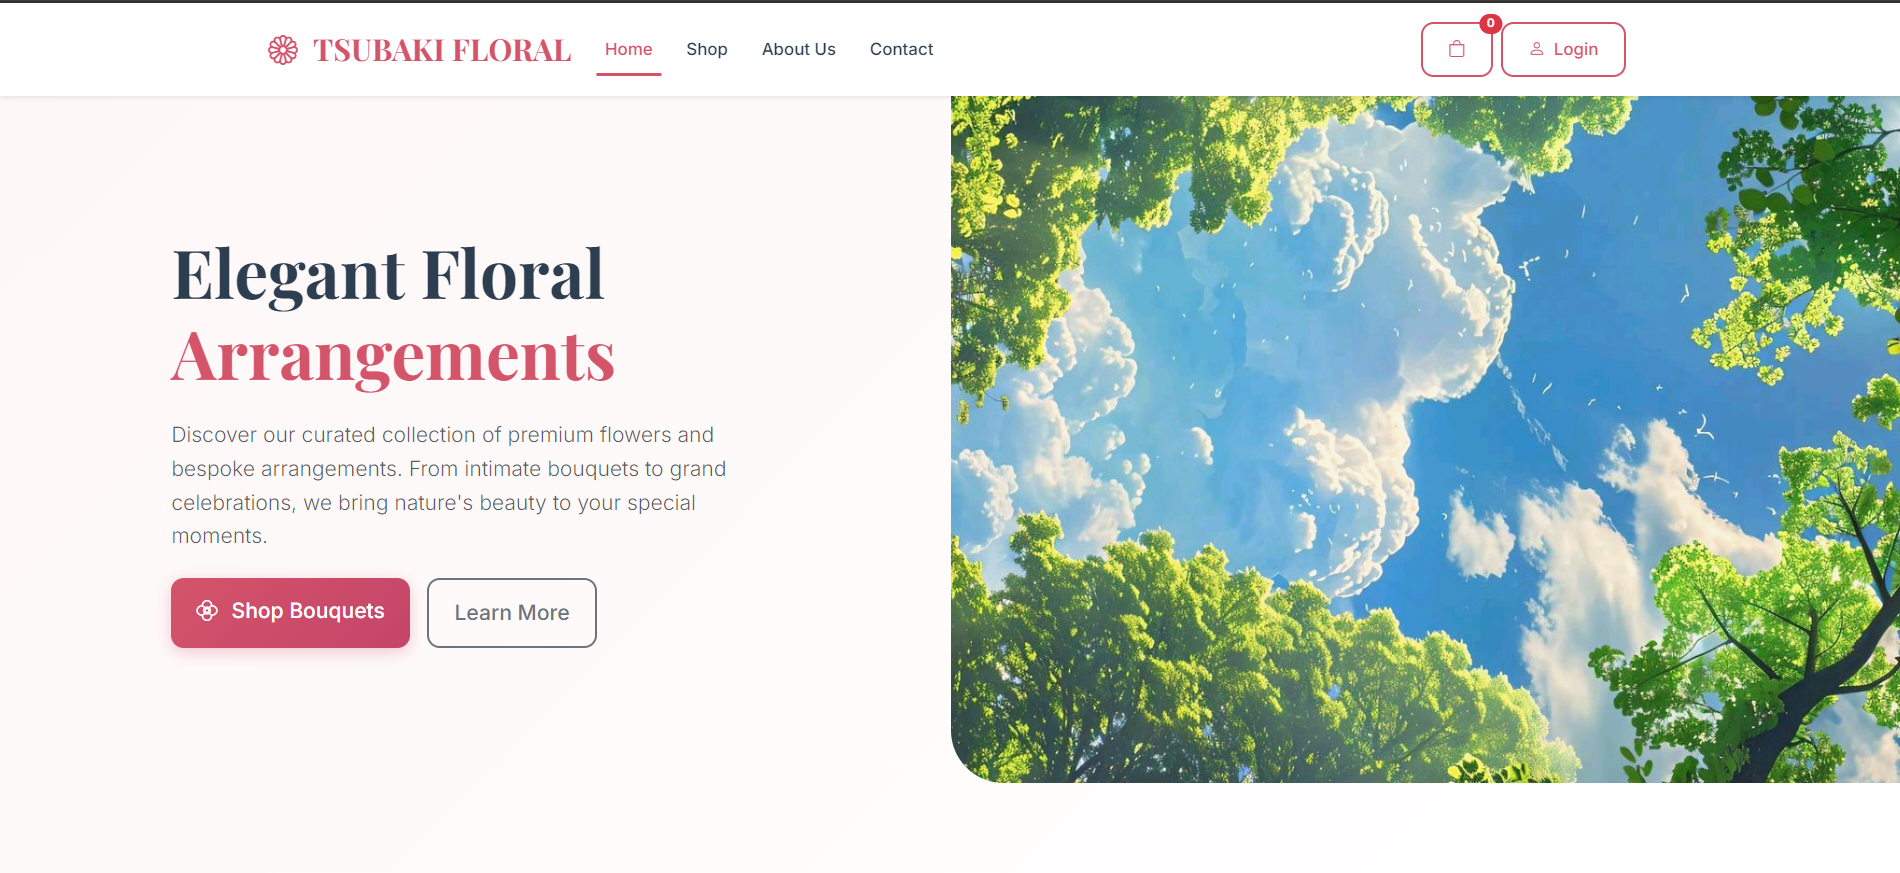 TSUBAKI FLORAL
Home
Shop
About Us
Contact
0
Login
Elegant Floral
Arrangements
Discover our curated collection of premium flowers and
bespoke arrangements. From intimate bouquets to grand
celebrations, we bring nature's beauty to your special
moments.
Shop Bouquets
Learn More